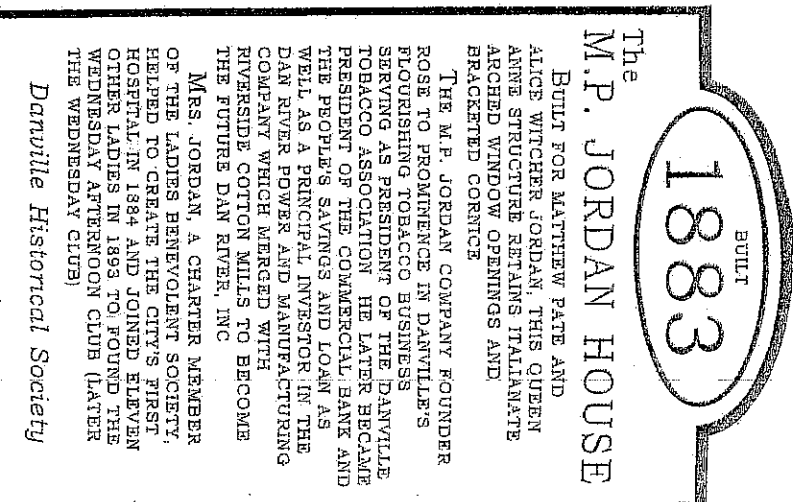 BUILT
1883
The
M.P. JORDAN HOUSE
BUILT FOR MATTHEW PATE AND
ALICE WITCHER JORDAN, THIS QUEEN
ANNE STRUCTURE RETAINS ITALIANATE
ARCHED WINDOW OPENINGS AND
BRACKETED CORNICE
THE M.P. JORDAN COMPANY FOUNDER
ROSE TO PROMINENCE IN DANVILLE'S
FLOURISHING TOBACCO BUSINESS
SERVING AS PRESIDENT OF THE DANVILLE
TOBACCO ASSOCIATION HE LATER BECAME
PRESIDENT OF THE COMMERCIAL BANK AND
THE PEOPLE'S SAVINGS AND LOAN AS
WELL AS A PRINCIPAL INVESTOR IN THE
DAN RIVER POWER AND MANUFACTURING
COMPANY WHICH MERGED WITH
RIVERSIDE COTTON MILLS TO BECOME
THE FUTURE DAN RIVER, INC
MRS. JORDAN, A CHARTER MEMBER
OF THE LADIES BENEVOLENT SOCIETY,
HELPED TO CREATE THE CITY'S FIRST
HOSPITAL IN 1884 AND JOINED ELEVEN
OTHER LADIES IN 1893 TO FOUND THE
WEDNESDAY AFTERNOON CLUB (LATER
THE WEDNESDAY CLUB)
Danville Historical Society